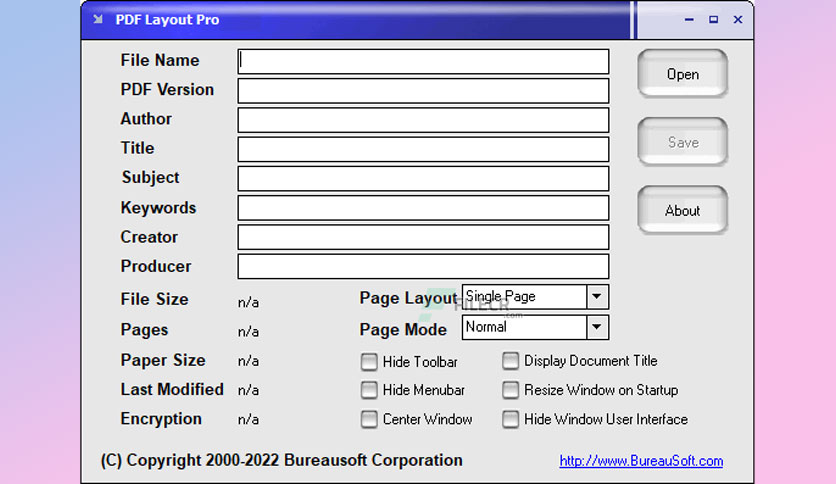 PDF Layout Pro
File Name
Open
PDF Version
Author
Title
Save
Subject
Keywords
About
Creator
Producer
File Size n/a Page Layout Single Page
FILECR
.com
Pages n/a Page Mode Normal
Paper Size n/a Hide Toolbar Display Document Title
Last Modified n/a Hide Menubar Resize Window on Startup
Encryption n/a Center Window Hide Window User Interface
(C) Copyright 2000-2022 Bureausoft Corporation http://www.BureauSoft.com